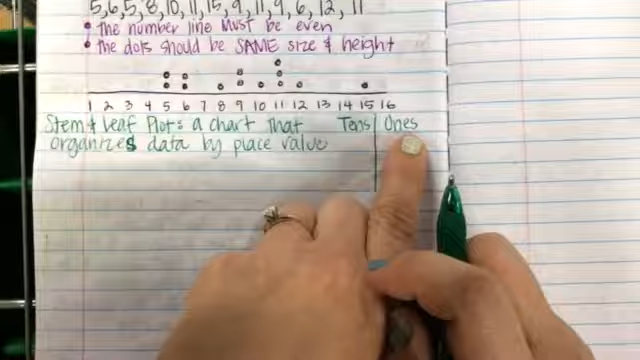 5,6,5,8,10,11,15,9,11,9,6,12,11
• the number line MUST be even
• the dots should be SAME size & height
1 2 3 4 5 6 7 8 9 10 11 12 13 14 15 16
Stem & Leaf Plots a chart that
organizes data by place value
Tens Ones